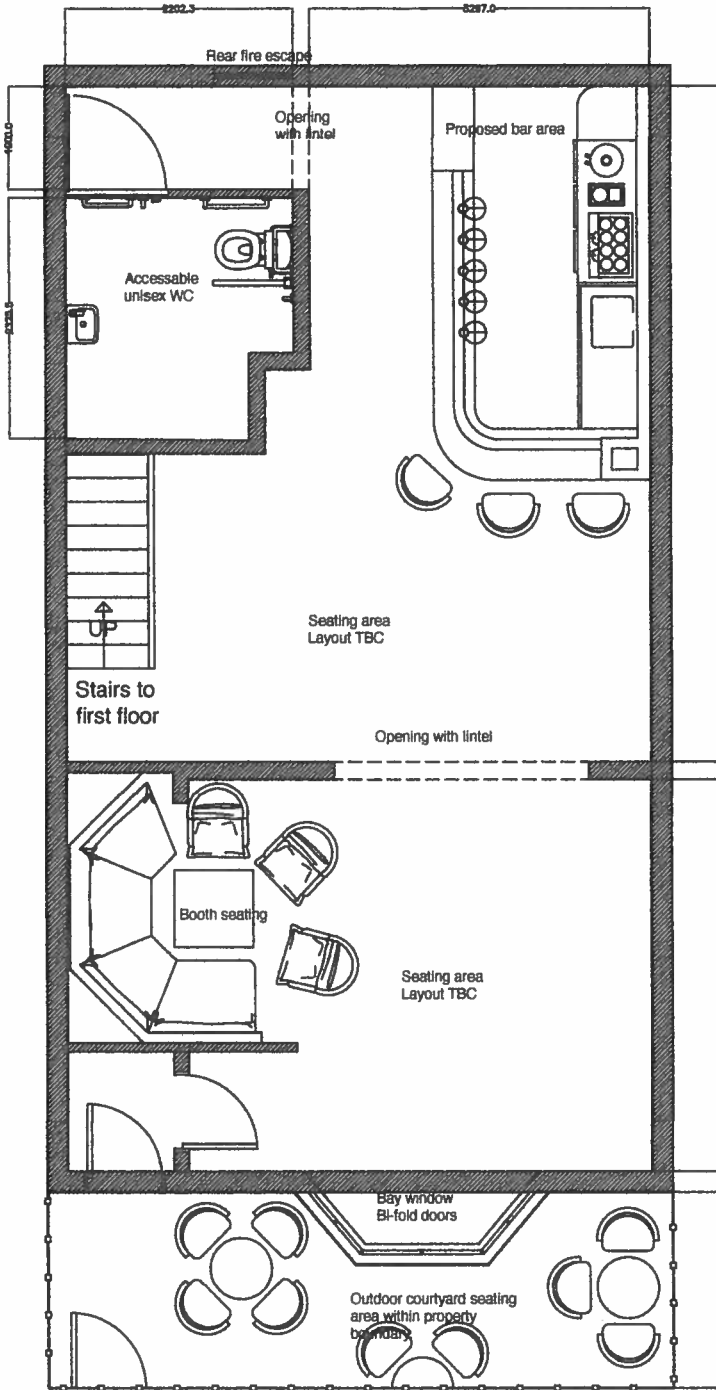 2202.3
Rear fire escape
Opening
with lintel
Proposed bar area
Accessable
unisex WC
UP
Stairs to
first floor
Seating area
Layout TBC
Opening with lintel
Booth seating
Seating area
Layout TBC
Bay window
Bi-fold doors
Outdoor courtyard seating
area within property
boundary